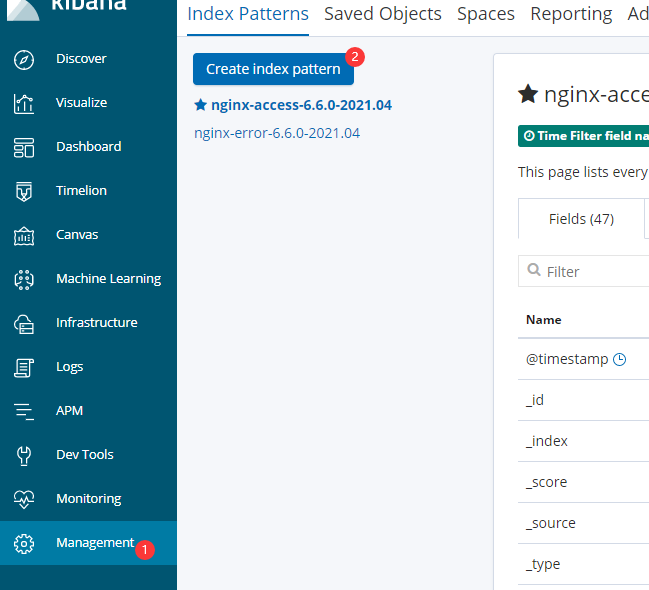 kibana
Index Patterns Saved Objects Spaces Reporting Ad
Discover
Visualize
Dashboard
Timelion
Canvas
Machine Learning
Infrastructure
Logs
APM
Dev Tools
Monitoring
Management 1
Create index pattern 2
nginx-access-6.6.0-2021.04
nginx-error-6.6.0-2021.04
nginx-acce
Time Filter field na
This page lists every
Fields (47)
Filter
Name
@timestamp
_id
_index
_score
_source
_type